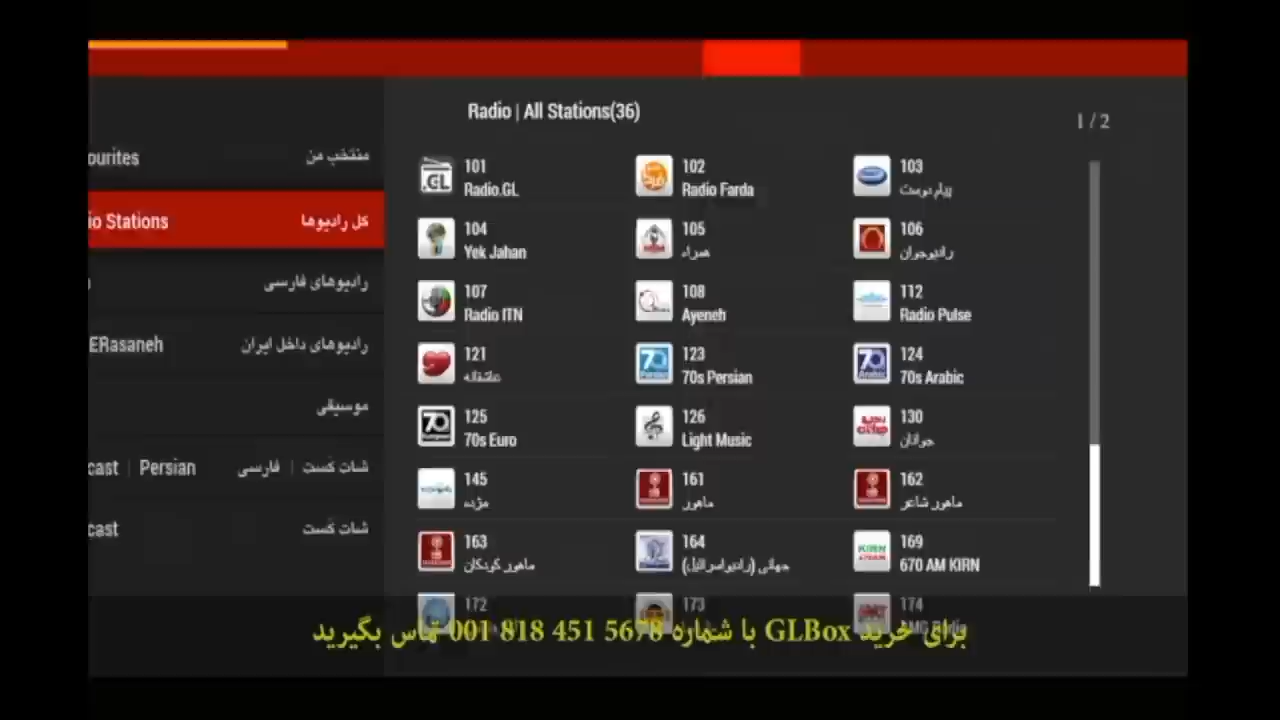 Radio | All Stations(36)
1 / 2
ourites منتخب من
io Stations کل رادیوها
رادیوهای فارسی
ERasaneh رادیوهای داخل ایران
موسیقی
cast | Persian شات کست | فارسی
cast شات کست
101
Radio.GL
102
Radio Farda
103
پیام دوست
104
Yek Jahan
105
همراه
106
رادیوجوان
107
Radio ITN
108
Ayeneh
112
Radio Pulse
121
عاشقانه
123
70s Persian
124
70s Arabic
125
70s Euro
126
Light Music
130
جوانان
145
مژده
161
ماهور
162
ماهور شاعر
163
ماهور کودکان
164
جهانی (رادیواسرائیل)
169
670 AM KIRN
172
173
174
برای خرید GLBox با شماره 5678 451 818 001 تماس بگیرید